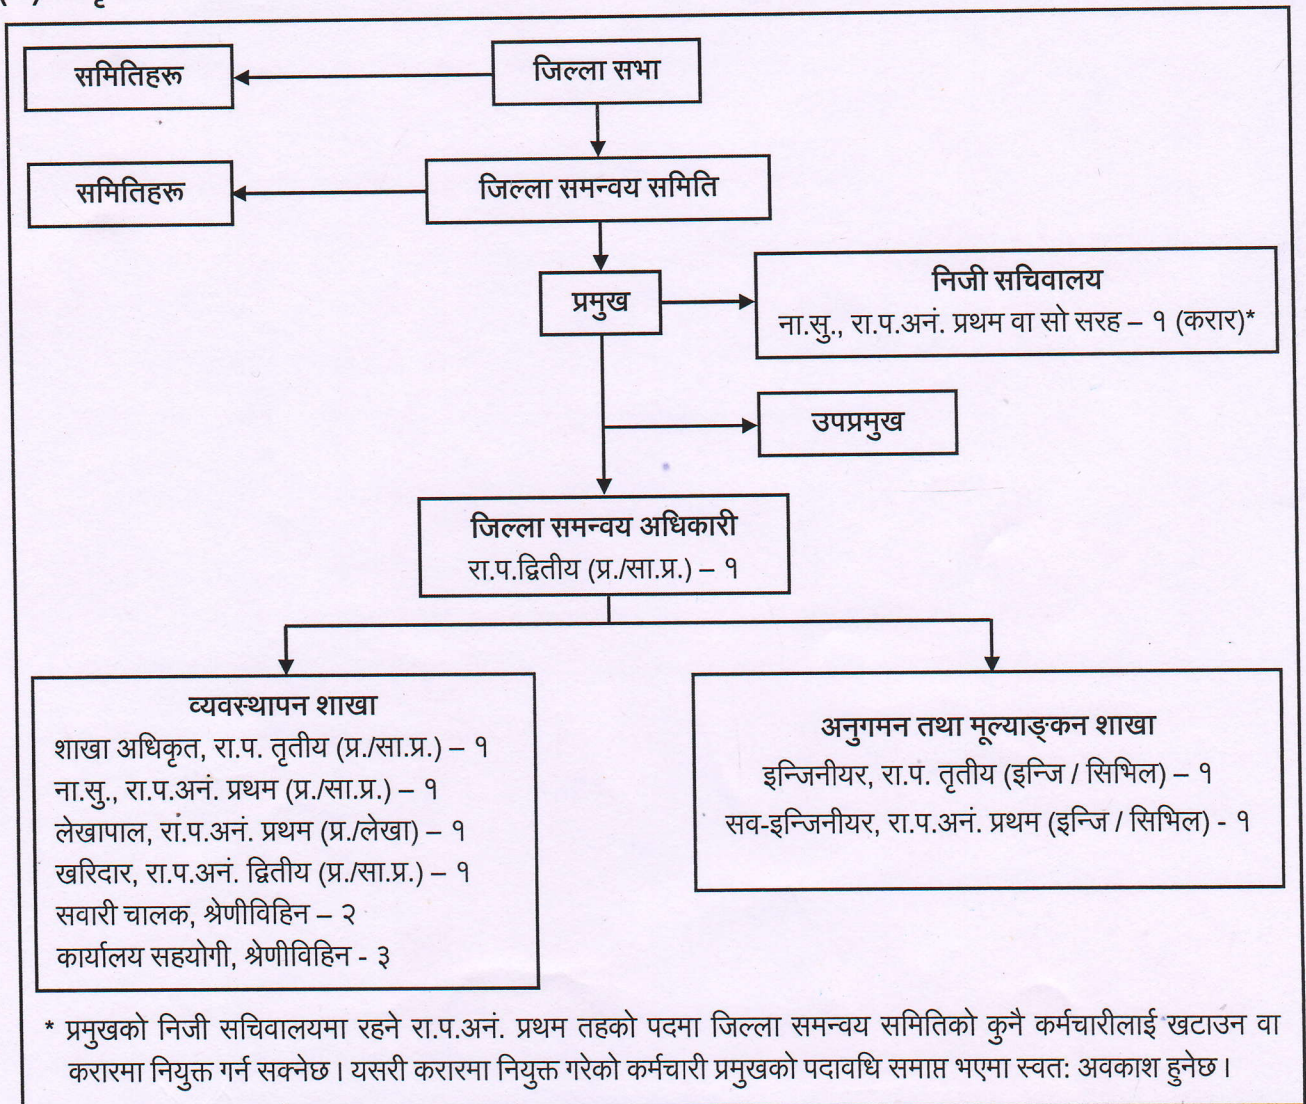 समितिहरू
जिल्ला सभा
समितिहरू
जिल्ला समन्वय समिति
प्रमुख
निजी सचिवालय
ना.सु., रा.प.अनं. प्रथम वा सो सरह – १ (करार)*
उपप्रमुख
जिल्ला समन्वय अधिकारी
रा.प.द्वितीय (प्र./सा.प्र.) – १
व्यवस्थापन शाखा
शाखा अधिकृत, रा.प. तृतीय (प्र./सा.प्र.) – १
ना.सु., रा.प.अनं. प्रथम (प्र./सा.प्र.) – १
लेखापाल, रा.प.अनं. प्रथम (प्र./लेखा) – १
खरिदार, रा.प.अनं. द्वितीय (प्र./सा.प्र.) – १
सवारी चालक, श्रेणीविहिन – २
कार्यालय सहयोगी, श्रेणीविहिन - ३
अनुगमन तथा मूल्याङ्कन शाखा
इन्जिनीयर, रा.प. तृतीय (इन्जि / सिभिल) – १
सव-इन्जिनीयर, रा.प.अनं. प्रथम (इन्जि / सिभिल) - १
* प्रमुखको निजी सचिवालयमा रहने रा.प.अनं. प्रथम तहको पदमा जिल्ला समन्वय समितिको कुनै कर्मचारीलाई खटाउन वा
करारमा नियुक्त गर्न सक्नेछ । यसरी करारमा नियुक्त गरेको कर्मचारी प्रमुखको पदावधि समाप्त भएमा स्वत: अवकाश हुनेछ ।